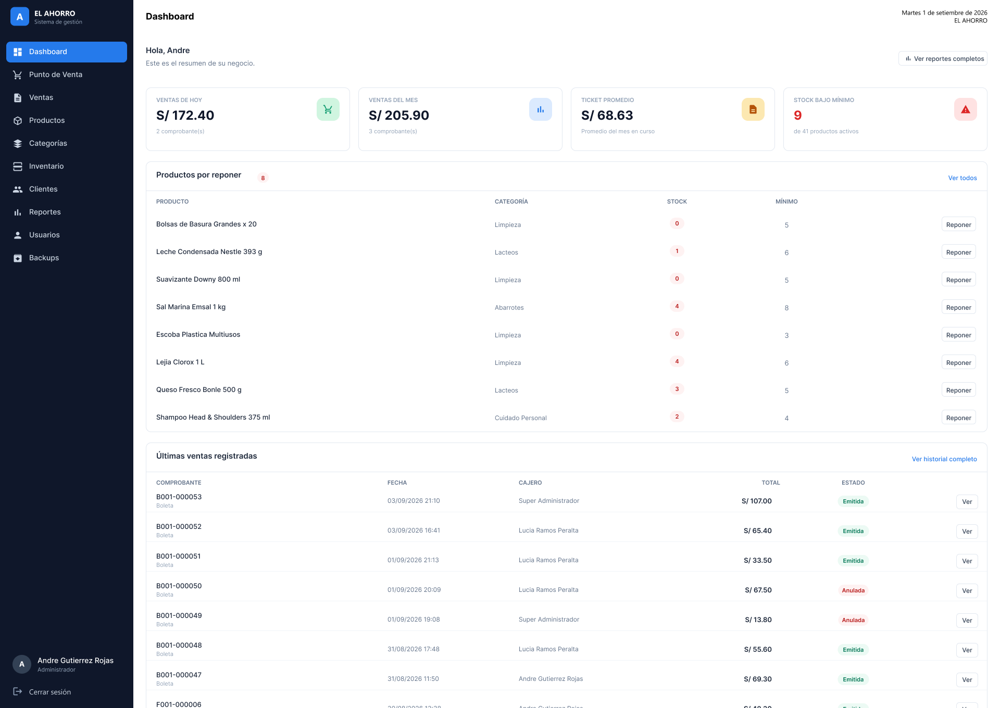 A
EL AHORRO
Sistema de gestión
Dashboard
Punto de Venta
Ventas
Productos
Categorías
Inventario
Clientes
Reportes
Usuarios
Backups
A
Andre Gutierrez Rojas
Administrador
Cerrar sesión
Dashboard
Martes 1 de setiembre de 2026
EL AHORRO
Hola, Andre
Este es el resumen de su negocio.
Ver reportes completos
VENTAS DE HOY
S/ 172.40
2 comprobante(s)
VENTAS DEL MES
S/ 205.90
3 comprobante(s)
TICKET PROMEDIO
S/ 68.63
Promedio del mes en curso
STOCK BAJO MÍNIMO
9
de 41 productos activos
Productos por reponer 8 Ver todos
PRODUCTO CATEGORÍA STOCK MÍNIMO
Bolsas de Basura Grandes x 20 Limpieza 0 5 Reponer
Leche Condensada Nestle 393 g Lacteos 1 6 Reponer
Suavizante Downy 800 ml Limpieza 0 5 Reponer
Sal Marina Emsal 1 kg Abarrotes 4 8 Reponer
Escoba Plastica Multiusos Limpieza 0 3 Reponer
Lejia Clorox 1 L Limpieza 4 6 Reponer
Queso Fresco Bonle 500 g Lacteos 3 5 Reponer
Shampoo Head & Shoulders 375 ml Cuidado Personal 2 4 Reponer
Últimas ventas registradas Ver historial completo
COMPROBANTE FECHA CAJERO TOTAL ESTADO
B001-000053 03/09/2026 21:10 Super Administrador S/ 107.00 Emitida Ver
Boleta
B001-000052 03/09/2026 16:41 Lucia Ramos Peralta S/ 65.40 Emitida Ver
Boleta
B001-000051 01/09/2026 21:13 Lucia Ramos Peralta S/ 33.50 Emitida Ver
Boleta
B001-000050 01/09/2026 20:09 Lucia Ramos Peralta S/ 67.50 Anulada Ver
Boleta
B001-000049 01/09/2026 19:08 Super Administrador S/ 13.80 Anulada Ver
Boleta
B001-000048 31/08/2026 17:48 Lucia Ramos Peralta S/ 55.60 Emitida Ver
Boleta
B001-000047 31/08/2026 11:50 Andre Gutierrez Rojas S/ 69.30 Emitida Ver
Boleta
F001-000006